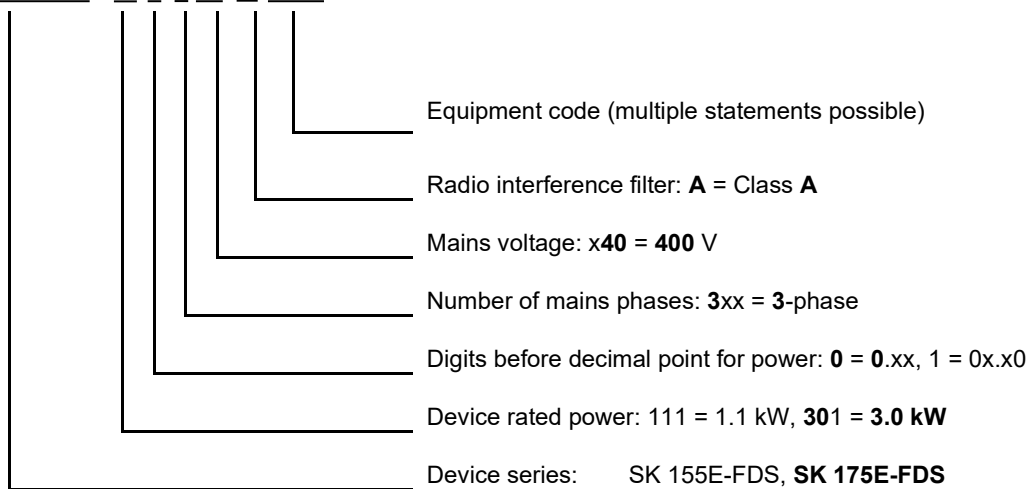 Equipment code (multiple statements possible)
Radio interference filter: A = Class A
Mains voltage: x40 = 400 V
Number of mains phases: 3xx = 3-phase
Digits before decimal point for power: 0 = 0.xx, 1 = 0x.x0
Device rated power: 111 = 1.1 kW, 301 = 3.0 kW
Device series: SK 155E-FDS, SK 175E-FDS